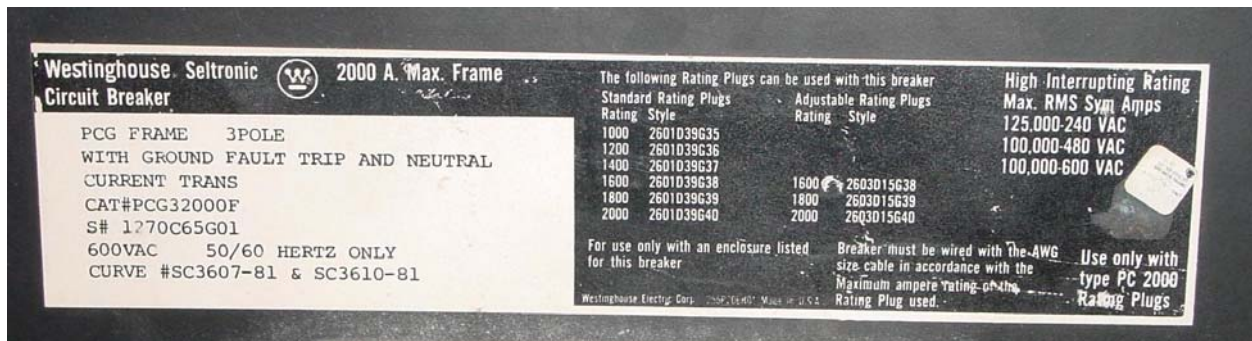 Westinghouse Seltronic W 2000 A. Max. Frame
Circuit Breaker
PCG FRAME 3POLE
WITH GROUND FAULT TRIP AND NEUTRAL
CURRENT TRANS
CAT#PCG32000F
S# 1270C65G01
600VAC 50/60 HERTZ ONLY
CURVE #SC3607-81 & SC3610-81
The following Rating Plugs can be used with this breaker
Standard Rating Plugs Adjustable Rating Plugs
Rating Style Rating Style
1000 2601D39G35
1200 2601D39G36
1400 2601D39G37
1600 2601D39G38 1600 2603D15G38
1800 2601D39G39 1800 2603D15G39
2000 2601D39G40 2000 2603D15G40
For use only with an enclosure listed
for this breaker
Westinghouse Electric Corp. Made in U.S.A.
Breaker must be wired with the AWG
size cable in accordance with the
Maximum ampere rating of the
Rating Plug used.
High Interrupting Rating
Max. RMS Sym Amps
125,000-240 VAC
100,000-480 VAC
100,000-600 VAC
Use only with
type PC 2000
Rating Plugs